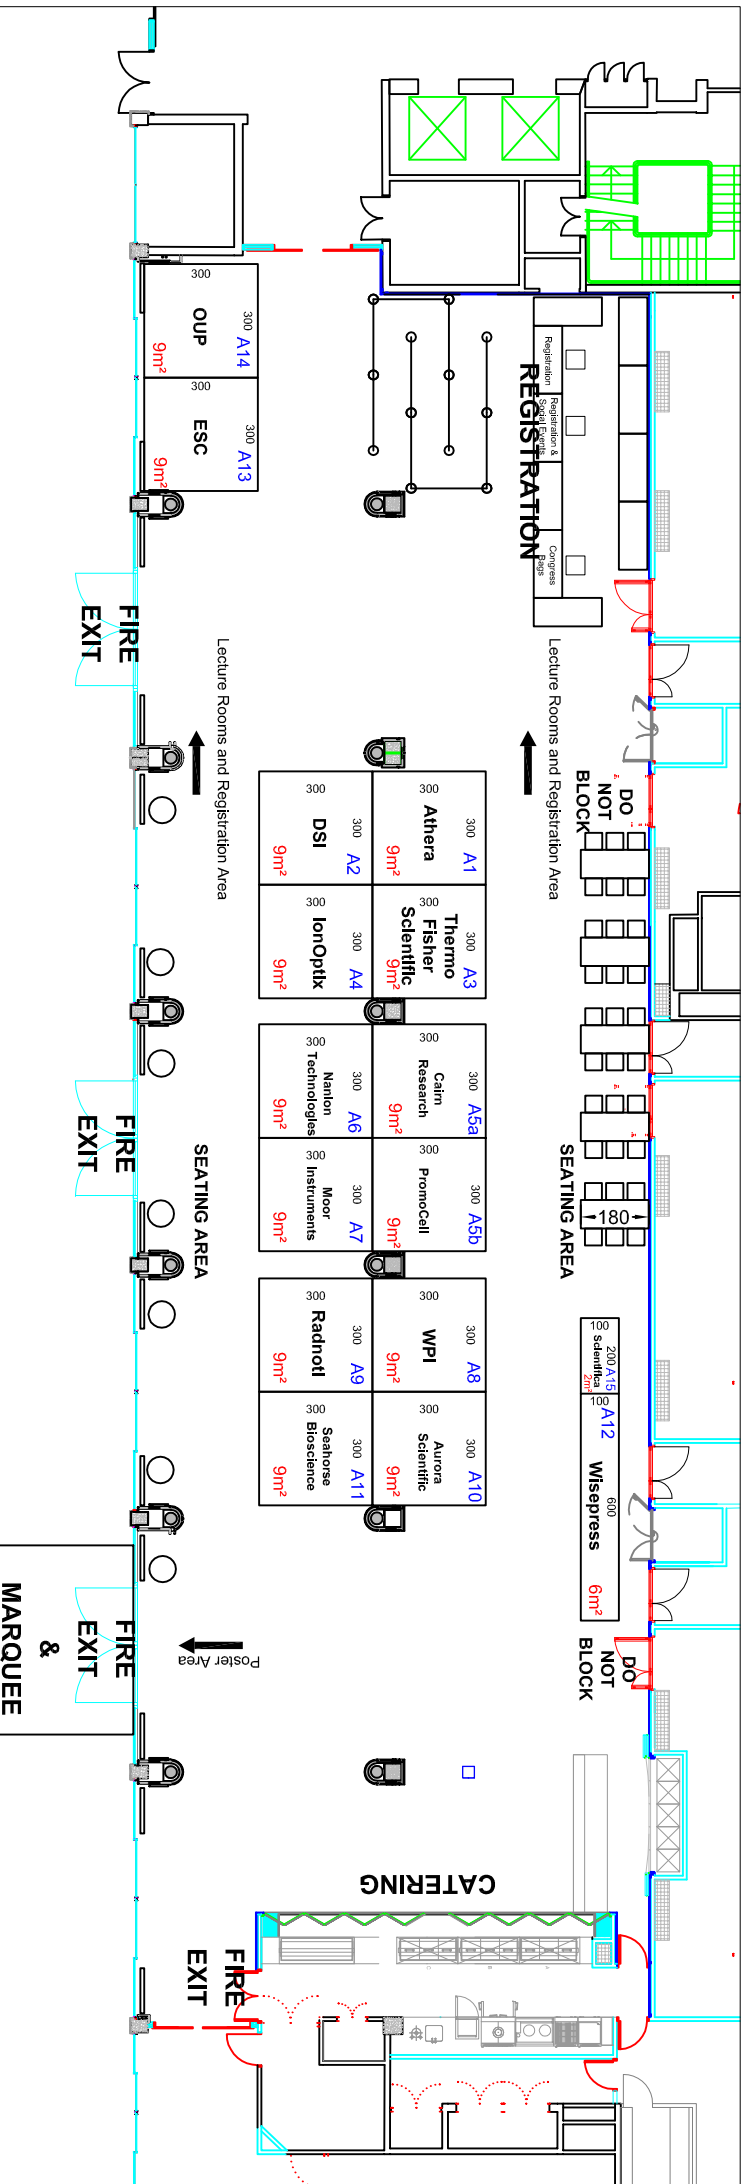 300
300
A14
OUP
9m²
300
300
A13
ESC
9m²
REGISTRATION
Registration
Registration &
Social Events
Congress
Bags
FIRE
EXIT
Lecture Rooms and Registration Area
Lecture Rooms and Registration Area
DO
NOT
BLOCK
300
300
A1
Athera
9m²
300
300
A2
DSI
9m²
300
300
A3
Thermo
Fisher
Scientific
9m²
300
300
A4
IonOptix
9m²
300
300
A5a
Cairn
Research
9m²
300
300
A6
Nanion
Technologies
9m²
300
300
A5b
PromoCell
9m²
300
300
A7
Moor
Instruments
9m²
FIRE
EXIT
SEATING AREA
SEATING AREA
180
300
300
A8
WPI
9m²
300
300
A9
Radnoti
9m²
300
300
A10
Aurora
Scientific
9m²
300
300
A11
Seahorse
Bioscience
9m²
100
200
A15
Scientifica
2m²
100
A12
600
Wisepress
6m²
FIRE
EXIT
&
MARQUEE
Poster Area
DO
NOT
BLOCK
CATERING
FIRE
EXIT